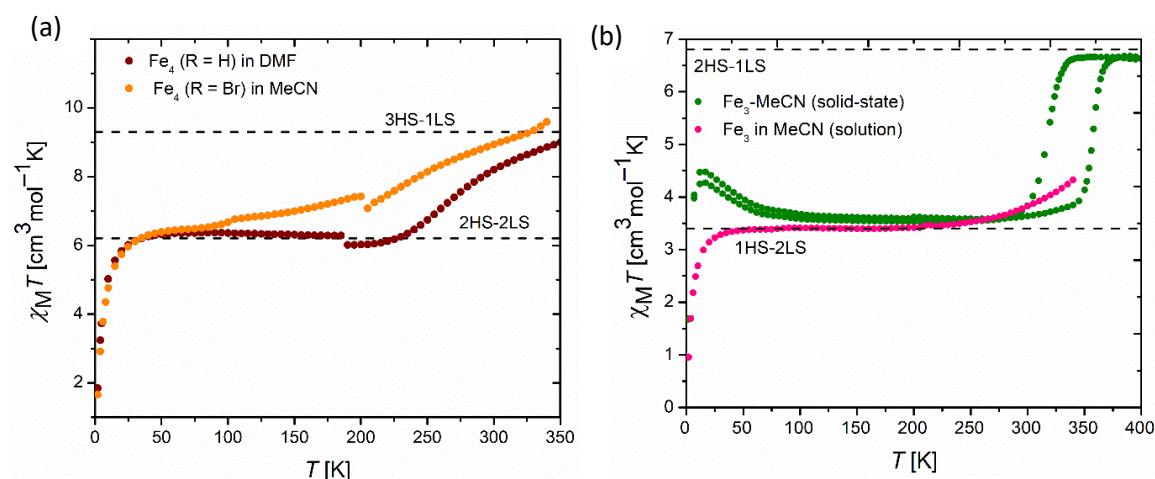 (a)
Fe₄ (R = H) in DMF
Fe₄ (R = Br) in MeCN
3HS-1LS
2HS-2LS
χMT [cm³mol⁻¹K]
10
8
6
4
2
0 50 100 150 200 250 300 350
T [K]
(b)
2HS-1LS
Fe₃-MeCN (solid-state)
Fe₃ in MeCN (solution)
1HS-2LS
χMT [cm³mol⁻¹K]
7
6
5
4
3
2
1
0
0 50 100 150 200 250 300 350 400
T [K]